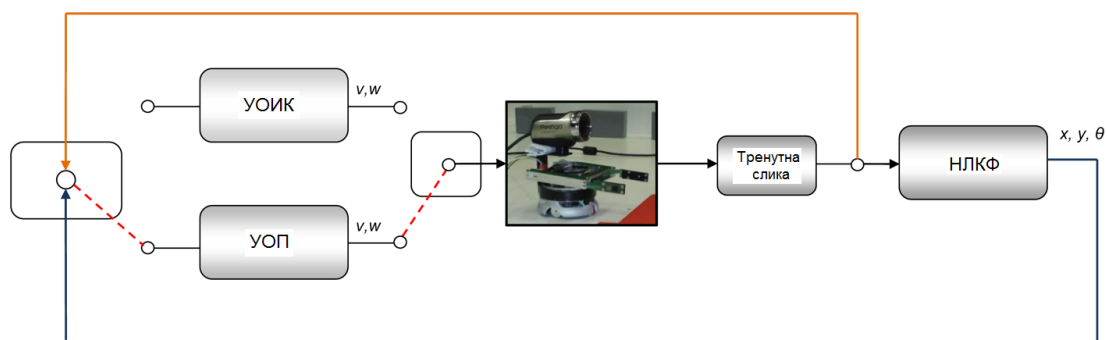 УОИК
v,w
УОП
v,w
Тренутна
слика
НЛКФ
x, y, θ